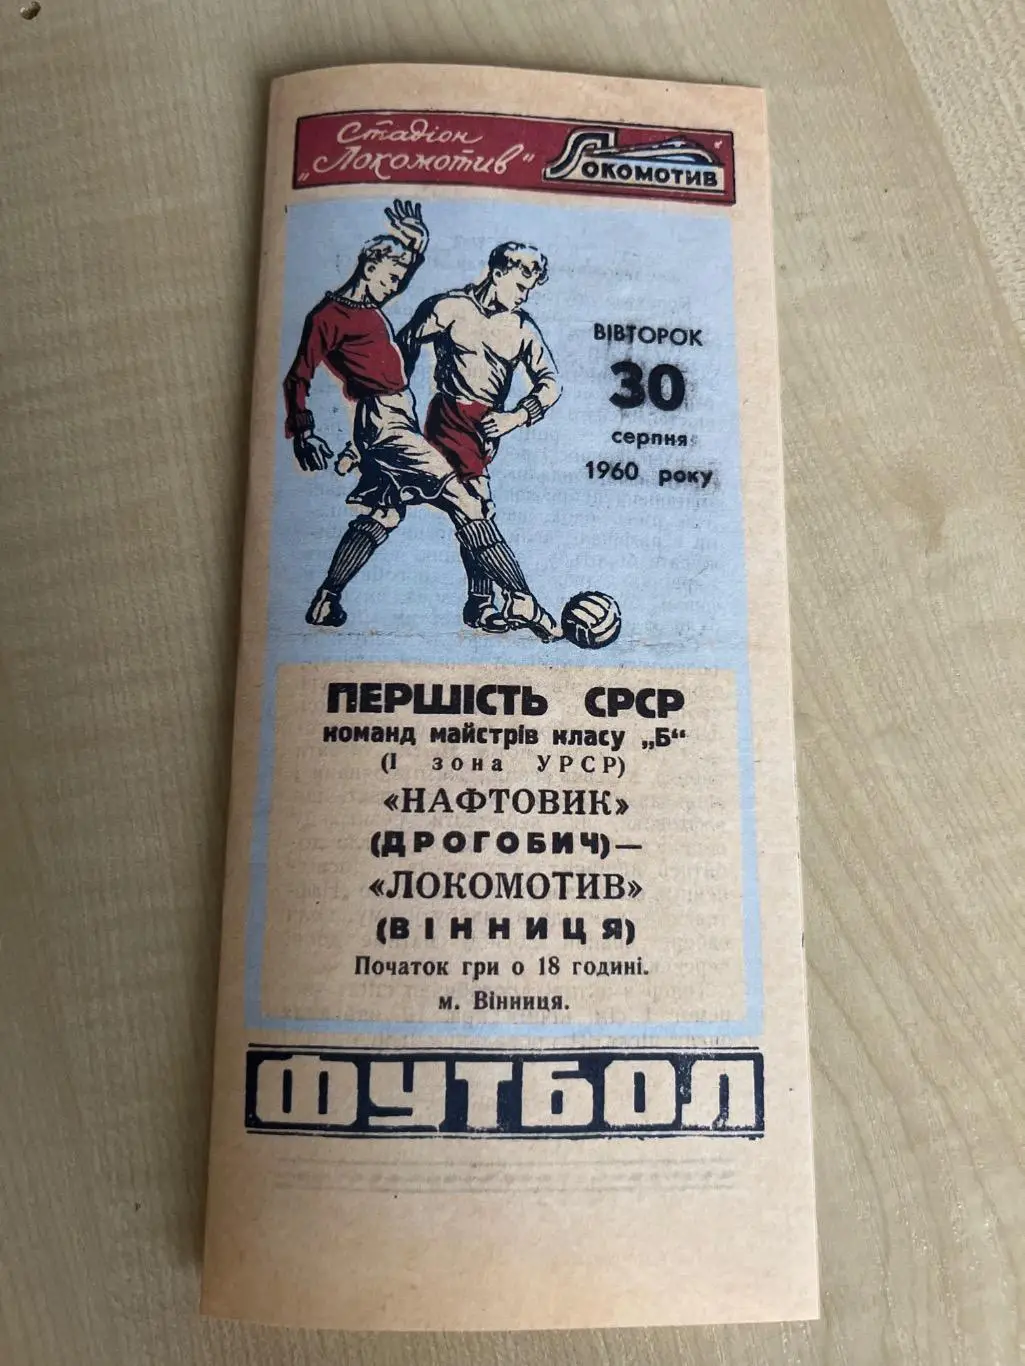 Стадіон
„Локомотив"
ЛОКОМОТИВ
ВІВТОРОК
30
серпня
1960 року
ПЕРШІСТЬ СРСР
команд майстрів класу „Б"
(І зона УРСР)
«НАФТОВИК»
(ДРОГОБИЧ)—
«ЛОКОМОТИВ»
(ВІННИЦЯ)
Початок гри о 18 годині.
м. Вінниця.
ФУТБОЛ